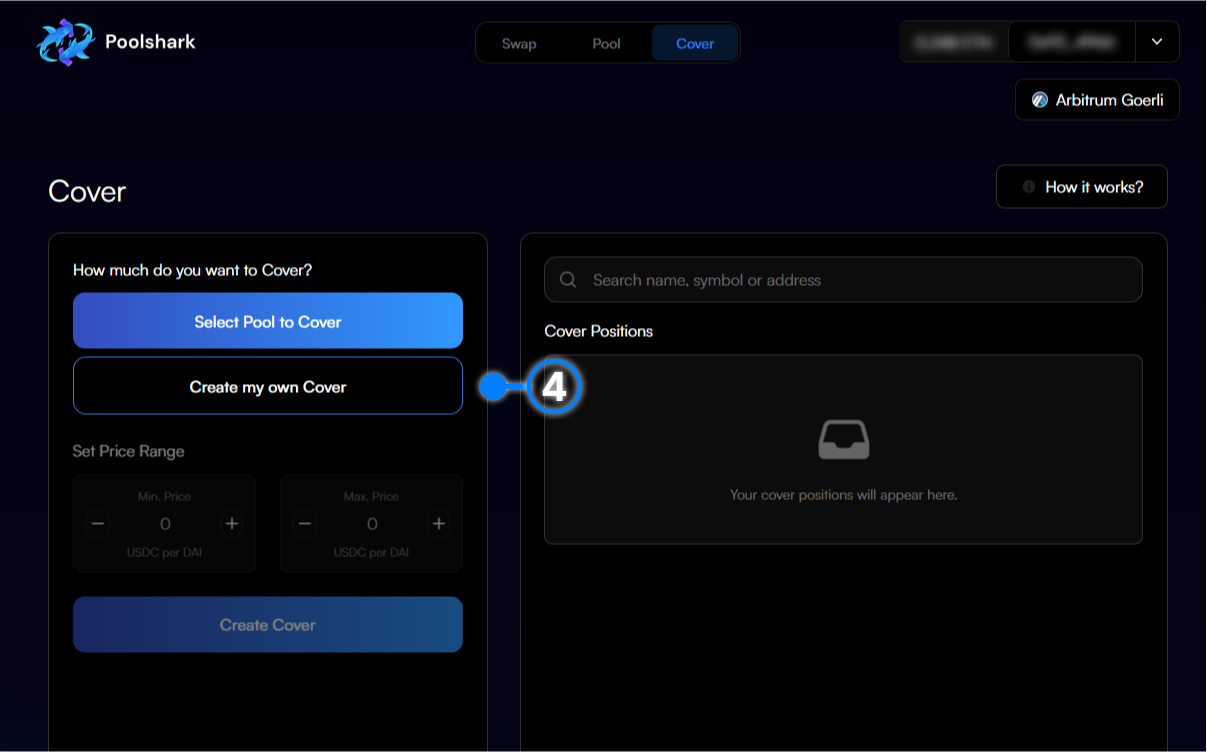 Poolshark
Swap
Pool
Cover
Arbitrum Goerli
Cover
How it works?
How much do you want to Cover?
Select Pool to Cover
Create my own Cover
Set Price Range
Min. Price
0
USDC per DAI
Max. Price
0
USDC per DAI
Create Cover
4
Search name, symbol or address
Cover Positions
Your cover positions will appear here.